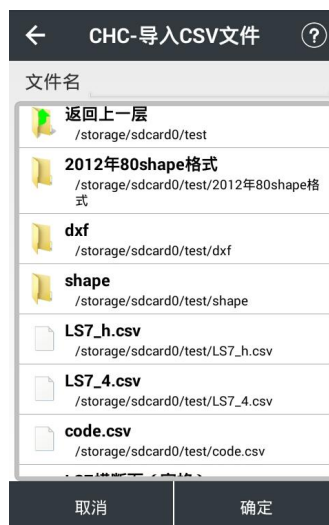 CHC-导入CSV文件
文件名
返回上一层
/storage/sdcard0/test
2012年80shape格式
/storage/sdcard0/test/2012年80shape格
式
dxf
/storage/sdcard0/test/dxf
shape
/storage/sdcard0/test/shape
LS7_h.csv
/storage/sdcard0/test/LS7_h.csv
LS7_4.csv
/storage/sdcard0/test/LS7_4.csv
code.csv
/storage/sdcard0/test/code.csv
取消 确定